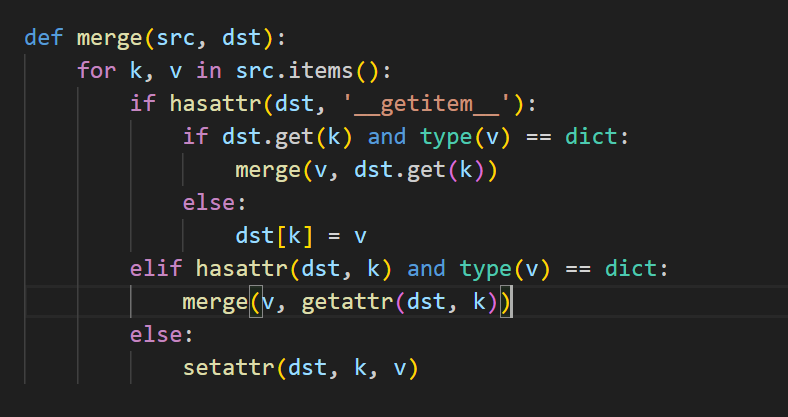 def merge(src, dst):
    for k, v in src.items():
        if hasattr(dst, '__getitem__'):
            if dst.get(k) and type(v) == dict:
                merge(v, dst.get(k))
            else:
                dst[k] = v
        elif hasattr(dst, k) and type(v) == dict:
            merge(v, getattr(dst, k))
        else:
            setattr(dst, k, v)